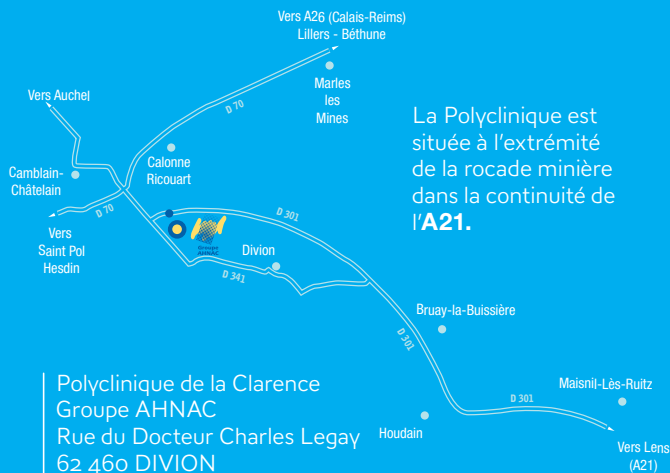 Vers A26 (Calais-Reims)
Lillers - Béthune
Marles
les
Mines
Vers Auchel
D 70
La Polyclinique est
située à l'extrémité
de la rocade minière
dans la continuité de
l'A21.
Calonne
Ricouart
Camblain-
Châtelain
D 70
Vers
Saint Pol
Hesdin
D 301
Groupe
AHNAC
Divion
D 341
Bruay-la-Buissière
D 301
Polyclinique de la Clarence
Groupe AHNAC
Rue du Docteur Charles Legay
62 460 DIVION
Houdain
D 301
Maisnil-Lès-Ruitz
Vers Lens
(A21)